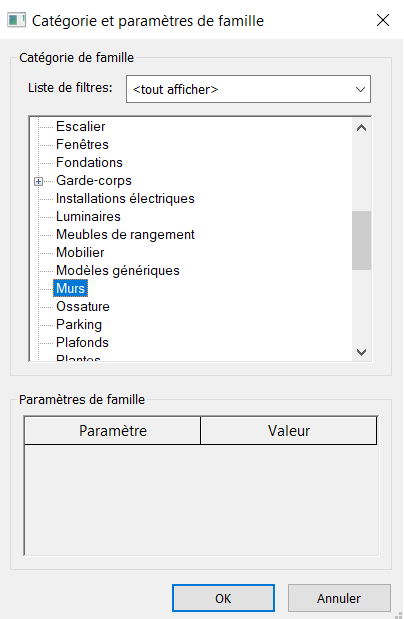 Catégorie et paramètres de famille
Catégorie de famille
Liste de filtres: <tout afficher>
Escalier
Fenêtres
Fondations
Garde-corps
Installations électriques
Luminaires
Meubles de rangement
Mobilier
Modèles génériques
Murs
Ossature
Parking
Plafonds
Plantes
Paramètres de famille
Paramètre Valeur
OK Annuler